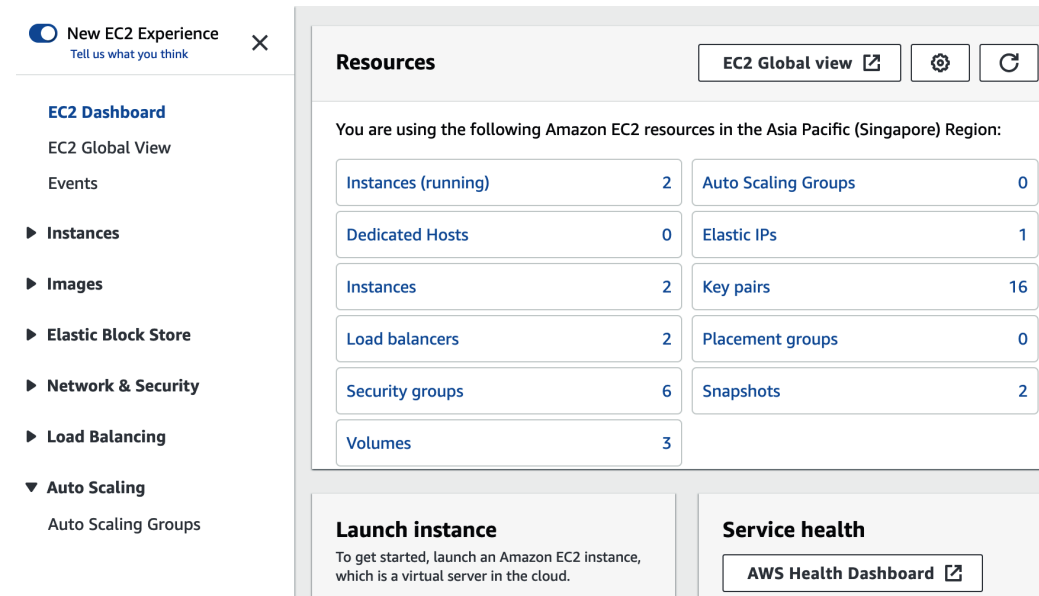 New EC2 Experience
Tell us what you think
EC2 Dashboard
EC2 Global View
Events
Instances
Images
Elastic Block Store
Network & Security
Load Balancing
Auto Scaling
Auto Scaling Groups
Resources
EC2 Global view
You are using the following Amazon EC2 resources in the Asia Pacific (Singapore) Region:
Instances (running) 2
Auto Scaling Groups 0
Dedicated Hosts 0
Elastic IPs 1
Instances 2
Key pairs 16
Load balancers 2
Placement groups 0
Security groups 6
Snapshots 2
Volumes 3
Launch instance
To get started, launch an Amazon EC2 instance,
which is a virtual server in the cloud.
Service health
AWS Health Dashboard